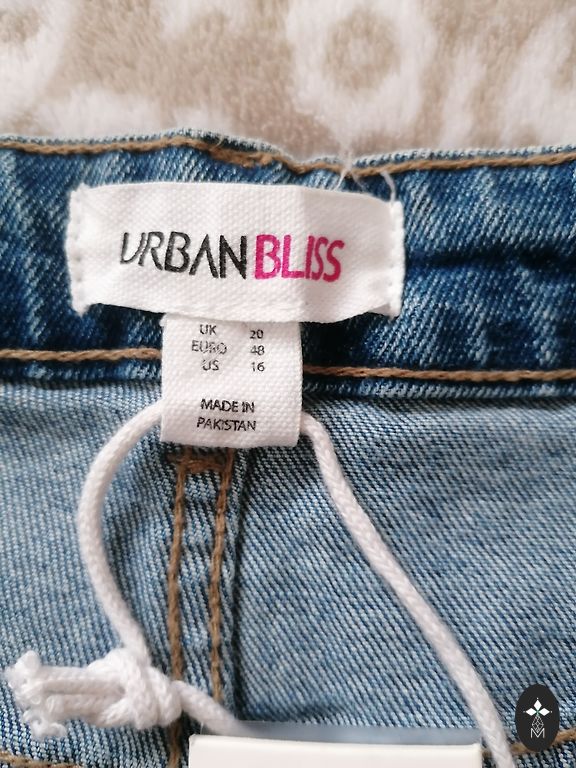 URBANBLISS
UK 20
EURO 48
US 16
MADE IN
PAKISTAN
M